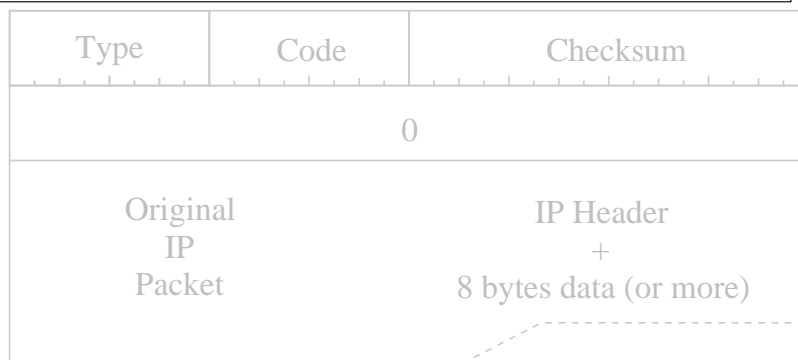 Type Code Checksum
0
Original IP Header
IP +
Packet 8 bytes data (or more)